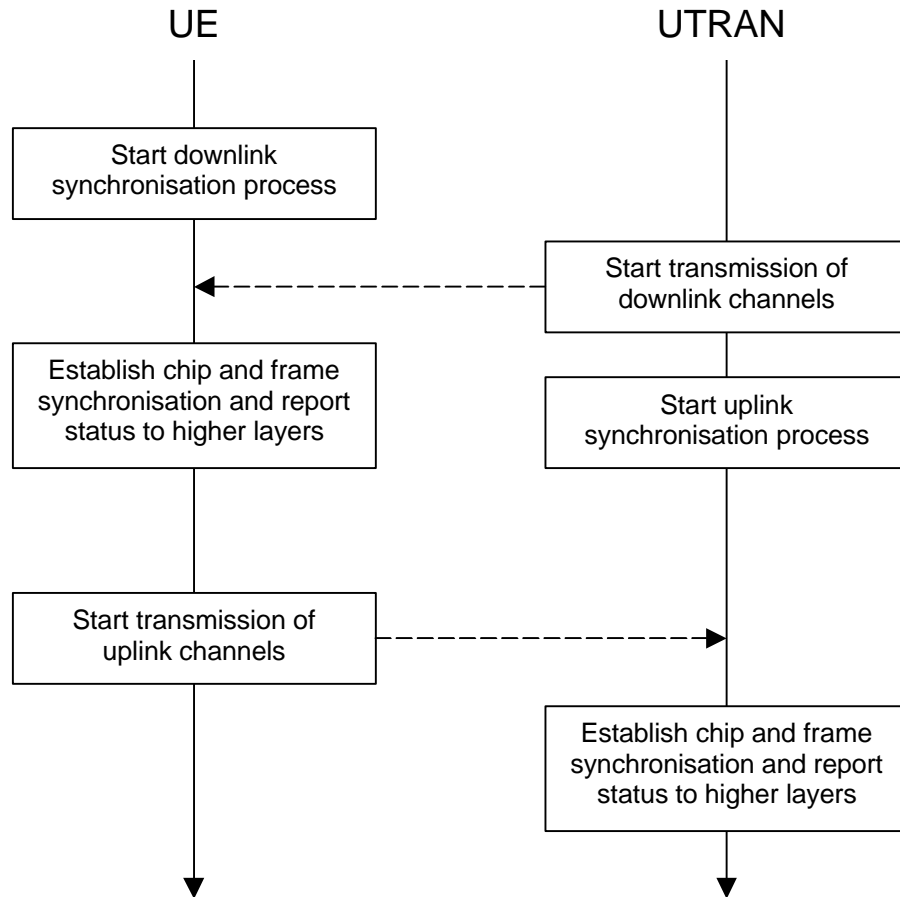 UE
UTRAN
Start downlink
synchronisation process
Start transmission of
downlink channels
Establish chip and frame
synchronisation and report
status to higher layers
Start uplink
synchronisation process
Start transmission of
uplink channels
Establish chip and frame
synchronisation and report
status to higher layers